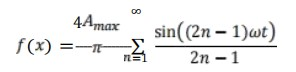 f(x) = 4A_max/π ∑_{n=1}^{∞} sin((2n − 1)ωt)/(2n − 1)